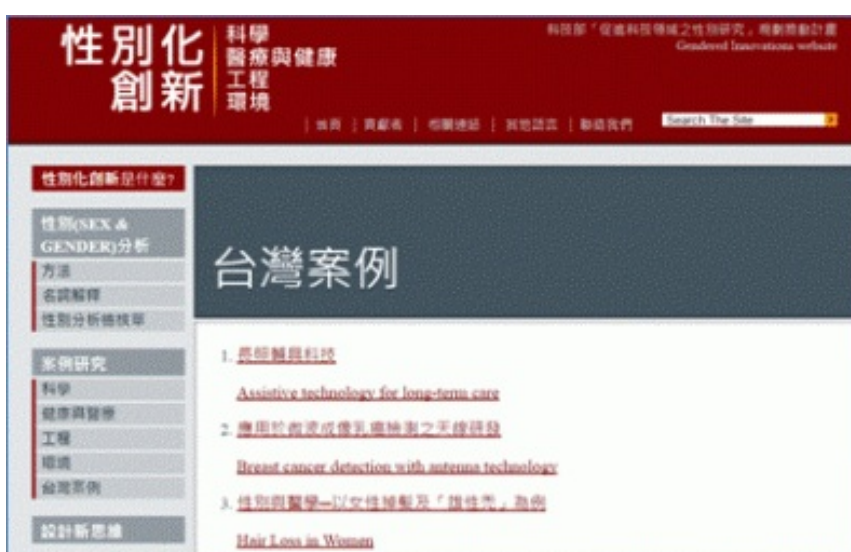 性別化
創新
科學
醫療與健康
工程
環境
科技部「促進科技領域之性別研究」規劃推動計畫
Gendered Innovations website
| 首頁 | 貢獻者 | 相關連結 | 其他語言 | 聯絡我們
Search The Site
性別化創新是什麼?
性別(SEX &
GENDER)分析
方法
名詞解釋
性別分析檢核單
案例研究
科學
健康與醫療
工程
環境
台灣案例
設計新思維
台灣案例
1. 長照輔具科技
Assistive technology for long-term care
2. 應用於微波成像乳癌檢測之天線研發
Breast cancer detection with antenna technology
3. 性別與醫學─以女性掉髮及「雄性禿」為例
Hair Loss in Women